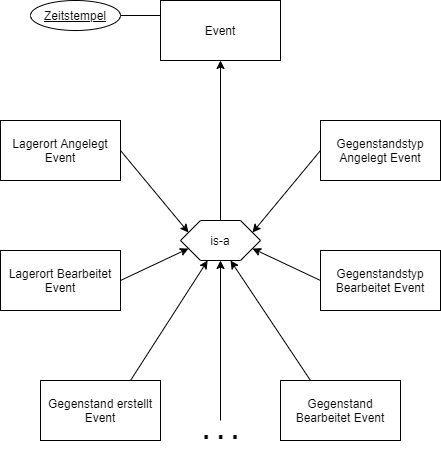 Zeitstempel
Event
Lagerort Angelegt
Event
Gegenstandstyp
Angelegt Event
is-a
Lagerort Bearbeitet
Event
Gegenstandstyp
Bearbeitet Event
Gegenstand erstellt
Event
Gegenstand
Bearbeitet Event
...